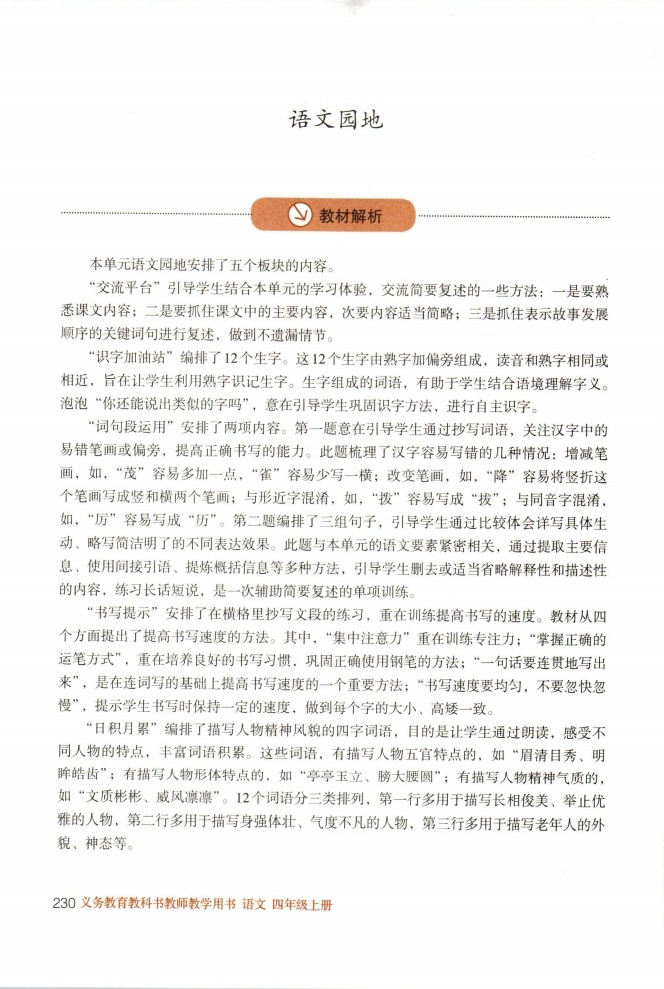 语文园地
教材解析
本单元语文园地安排了五个板块的内容。
“交流平台”引导学生结合本单元的学习体验，交流简要复述的一些方法：一是要熟
悉课文内容；二是要抓住课文中的主要内容，次要内容适当简略；三是抓住表示故事发展
顺序的关键词句进行复述，做到不遗漏情节。
“识字加油站”编排了12个生字。这12个生字由熟字加偏旁组成，读音和熟字相同或
相近，旨在让学生利用熟字识记生字。生字组成的词语，有助于学生结合语境理解字义。
泡泡“你还能说出类似的字吗”，意在引导学生巩固识字方法，进行自主识字。
“词句段运用”安排了两项内容。第一题意在引导学生通过抄写词语，关注汉字中的
易错笔画或偏旁，提高正确书写的能力。此题梳理了汉字容易写错的几种情况：增减笔
画，如，“茂”容易多加一点，“雀”容易少写一横；改变笔画，如，“降”容易将竖折这
个笔画写成竖和横两个笔画；与形近字混淆，如，“拨”容易写成“拔”；与同音字混淆，
如，“厉”容易写成“历”。第二题编排了三组句子，引导学生通过比较体会详写具体生
动、略写简洁明了的不同表达效果。此题与本单元的语文要素紧密相关，通过提取主要信
息、使用间接引语、提炼概括信息等多种方法，引导学生删去或适当省略解释性和描述性
的内容，练习长话短说，是一次辅助简要复述的单项训练。
“书写提示”安排了在横格里抄写文段的练习，重在训练提高书写的速度。教材从四
个方面提出了提高书写速度的方法。其中，“集中注意力”重在训练专注力；“掌握正确的
运笔方式”，重在培养良好的书写习惯，巩固正确使用钢笔的方法；“一句话要连贯地写出
来”，是在连词写的基础上提高书写速度的一个重要方法；“书写速度要均匀，不要忽快忽
慢”，提示学生书写时保持一定的速度，做到每个字的大小、高矮一致。
“日积月累”编排了描写人物精神风貌的四字词语，目的是让学生通过朗读，感受不
同人物的特点，丰富词语积累。这些词语，有描写人物五官特点的，如“眉清目秀、明
眸皓齿”；有描写人物形体特点的，如“亭亭玉立、膀大腰圆”；有描写人物精神气质的，
如“文质彬彬、威风凛凛”。12个词语分三类排列，第一行多用于描写长相俊美、举止优
雅的人物，第二行多用于描写身强体壮、气度不凡的人物，第三行多用于描写老年人的外
貌、神态等。
230 义务教育教科书教师教学用书 语文 四年级上册